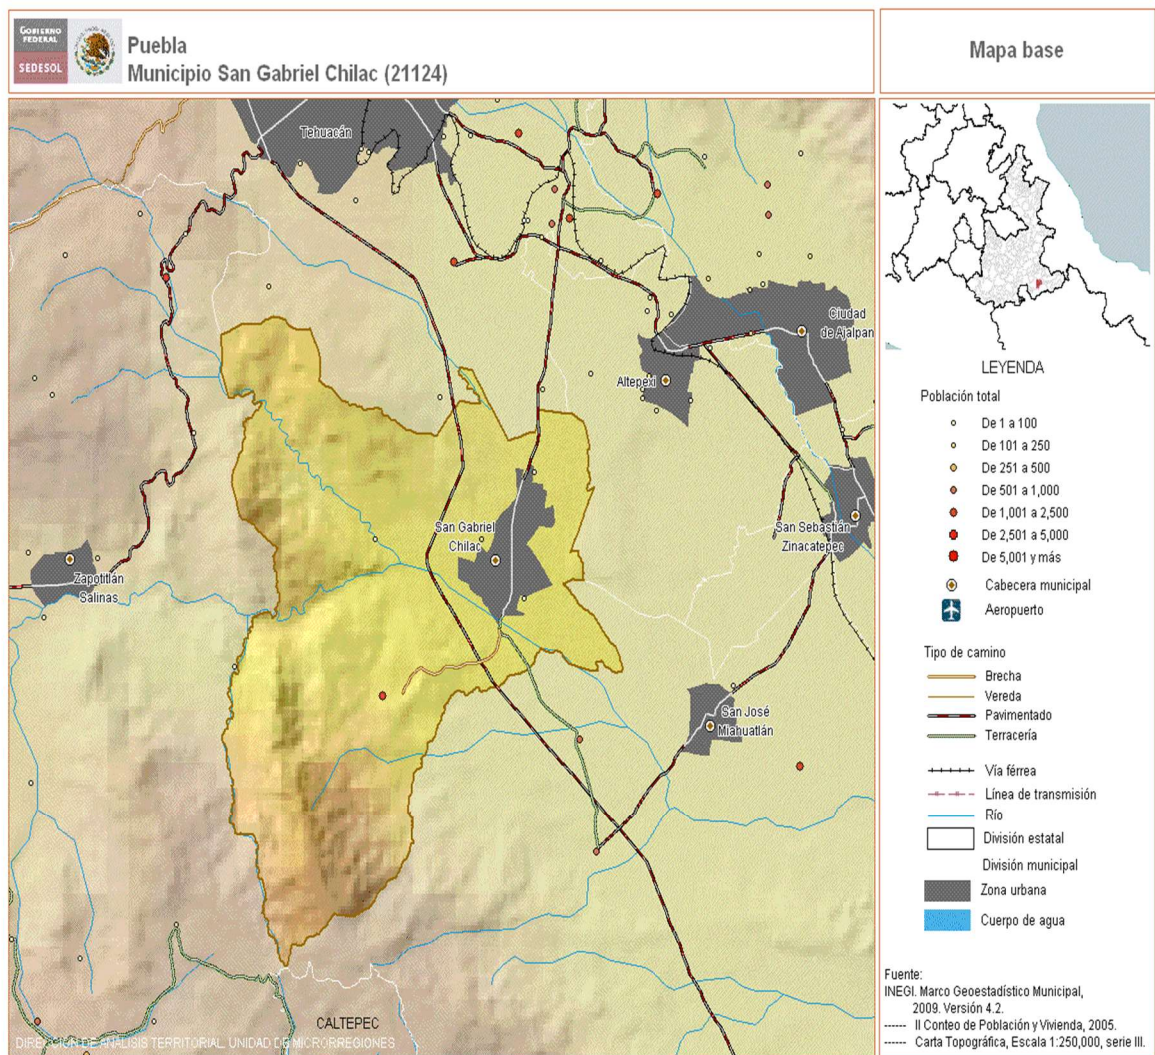 GOBIERNO
FEDERAL
SEDESOL
Puebla
Municipio San Gabriel Chilac (21124)
Mapa base
Tehuacán
Ciudad
de Ajalpan
Altepexi
San Gabriel
Chilac
San Sebastián
Zinacatepec
Zapotitlán
Salinas
San José
Miahuatlán
CALTEPEC
DIRECCIÓN DE ANÁLISIS TERRITORIAL. UNIDAD DE MICRORREGIONES
LEYENDA
Población total
De 1 a 100
De 101 a 250
De 251 a 500
De 501 a 1,000
De 1,001 a 2,500
De 2,501 a 5,000
De 5,001 y más
Cabecera municipal
Aeropuerto
Tipo de camino
Brecha
Vereda
Pavimentado
Terracería
Vía férrea
Línea de transmisión
Río
División estatal
División municipal
Zona urbana
Cuerpo de agua
Fuente:
INEGI. Marco Geoestadístico Municipal,
2009. Versión 4.2.
------ II Conteo de Población y Vivienda, 2005.
------ Carta Topográfica, Escala 1:250,000, serie III.